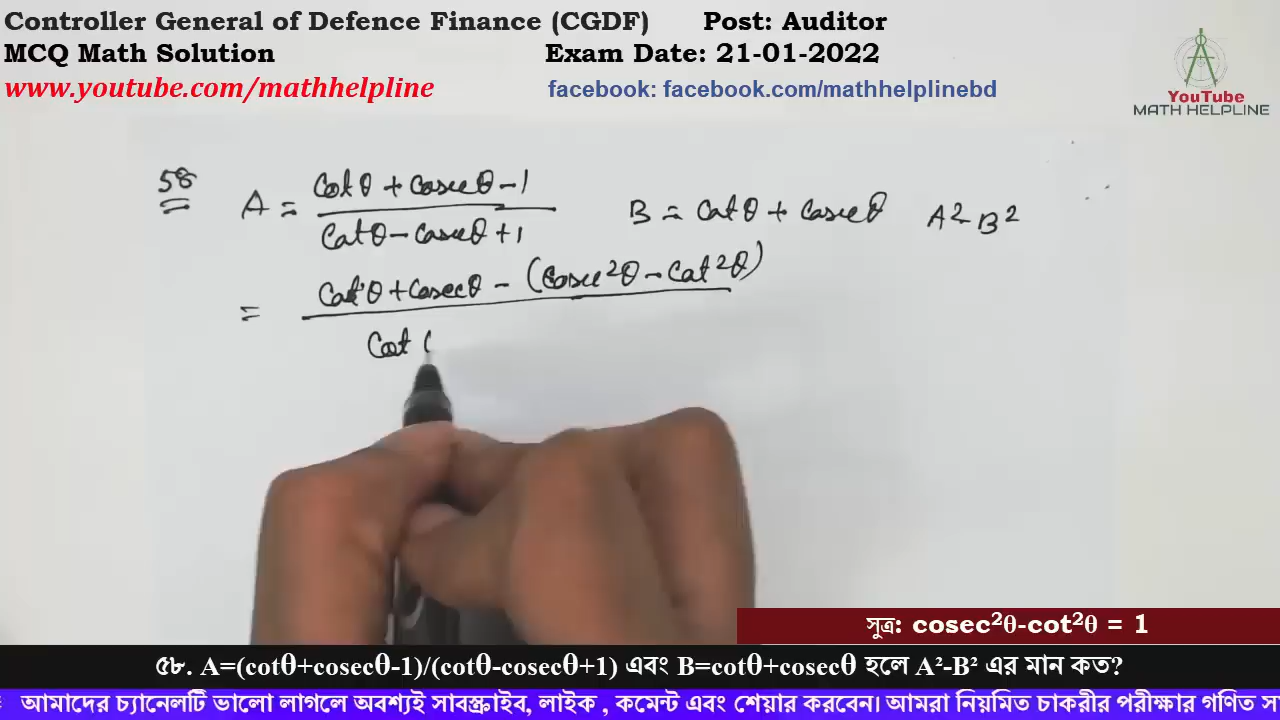 Controller General of Defence Finance (CGDF) Post: Auditor
MCQ Math Solution Exam Date: 21-01-2022
www.youtube.com/mathhelpline facebook: facebook.com/mathhelplinebd
YouTube
MATH HELPLINE
58 A = (cotθ + cosecθ - 1) / (cotθ - cosecθ + 1) B = cotθ + cosecθ A² - B²
= (cotθ + cosecθ - (cosec²θ - cot²θ)) / cot
সুত্র: cosec²θ-cot²θ = 1
৫৮. A=(cotθ+cosecθ-1)/(cotθ-cosecθ+1) এবং B=cotθ+cosecθ হলে A²-B² এর মান কত?
আমাদের চ্যানেলটি ভালো লাগলে অবশ্যই সাবস্ক্রাইব, লাইক , কমেন্ট এবং শেয়ার করবেন। আমরা নিয়মিত চাকরীর পরীক্ষার গণিত স